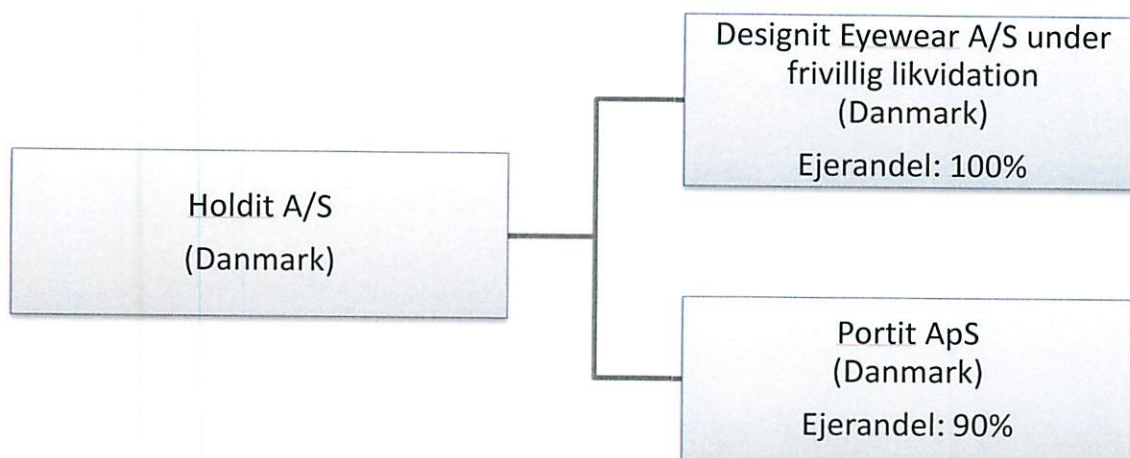 Holdit A/S
(Danmark)
Designit Eyewear A/S under
frivillig likvidation
(Danmark)
Ejerandel: 100%
Portit ApS
(Danmark)
Ejerandel: 90%